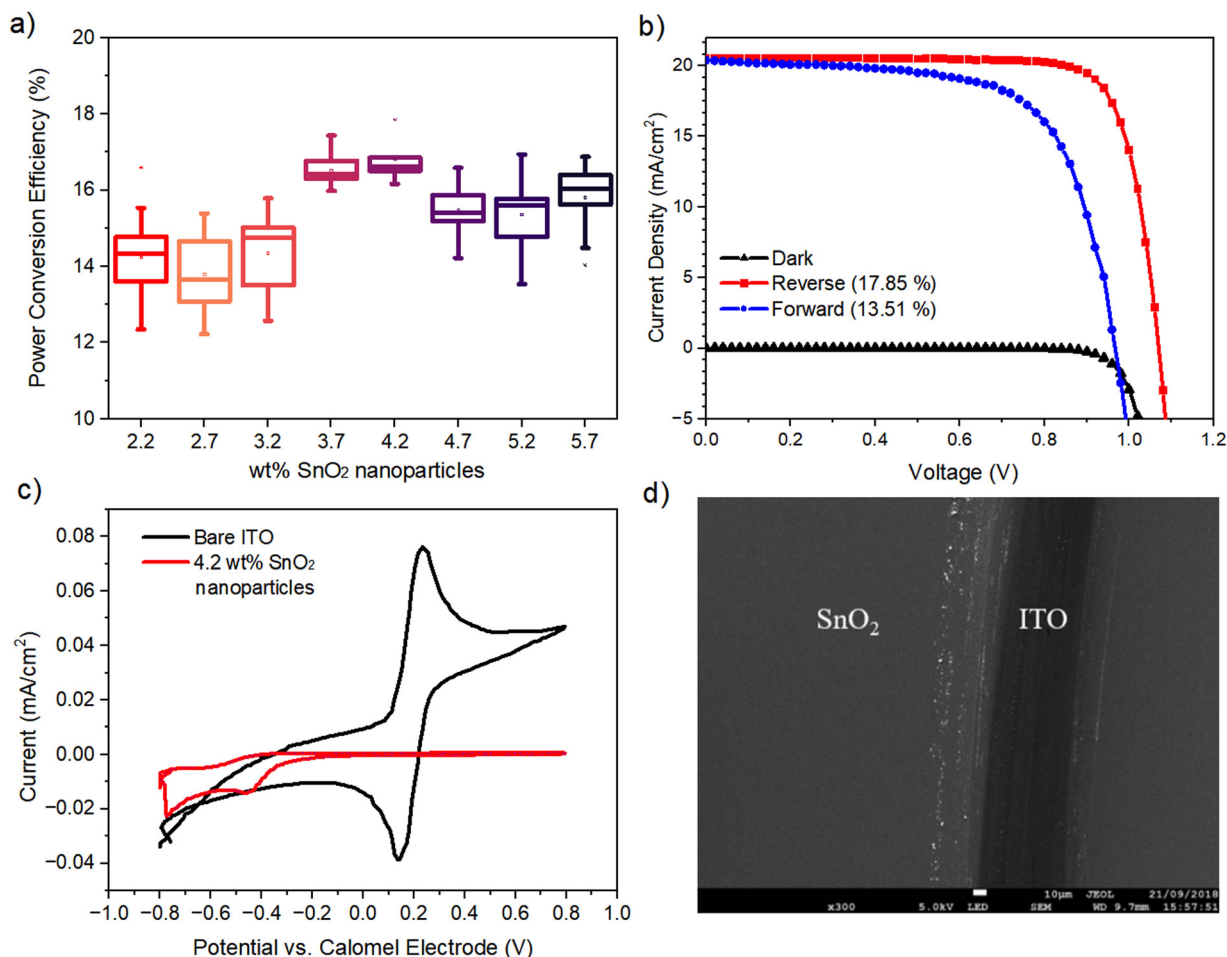 a)
Power Conversion Efficiency (%)
20
18
16
14
12
10
2.2 2.7 3.2 3.7 4.2 4.7 5.2 5.7
wt% SnO₂ nanoparticles
b)
Current Density (mA/cm²)
20
15
10
5
0
−5
Dark
Reverse (17.85 %)
Forward (13.51 %)
0.0 0.2 0.4 0.6 0.8 1.0 1.2
Voltage (V)
c)
Current (mA/cm²)
0.08
0.06
0.04
0.02
0.00
−0.02
−0.04
Bare ITO
4.2 wt% SnO₂
nanoparticles
−1.0 −0.8 −0.6 −0.4 −0.2 0.0 0.2 0.4 0.6 0.8 1.0
Potential vs. Calomel Electrode (V)
d)
SnO₂
ITO
10μm JEOL 21/09/2018
x300 5.0kV LED SEM WD 9.7mm 15:57:51